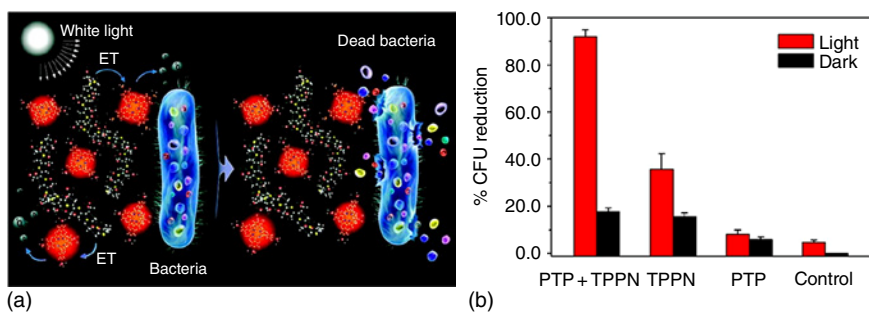 White light
ET
Dead bacteria
ET
Bacteria
(a)
100.0
80.0
60.0
40.0
20.0
0.0
% CFU reduction
Light
Dark
PTP + TPPN TPPN PTP Control
(b)